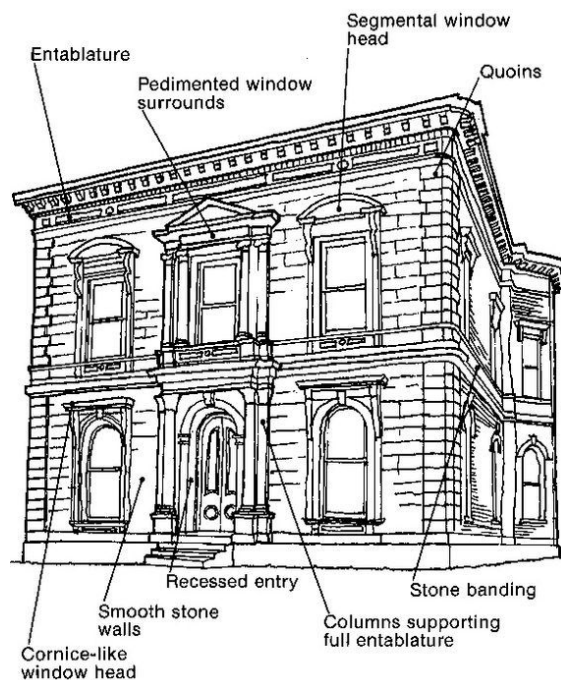 Segmental window
head
Entablature
Quoins
Pedimented window
surrounds
Recessed entry
Stone banding
Smooth stone
walls
Columns supporting
full entablature
Cornice-like
window head